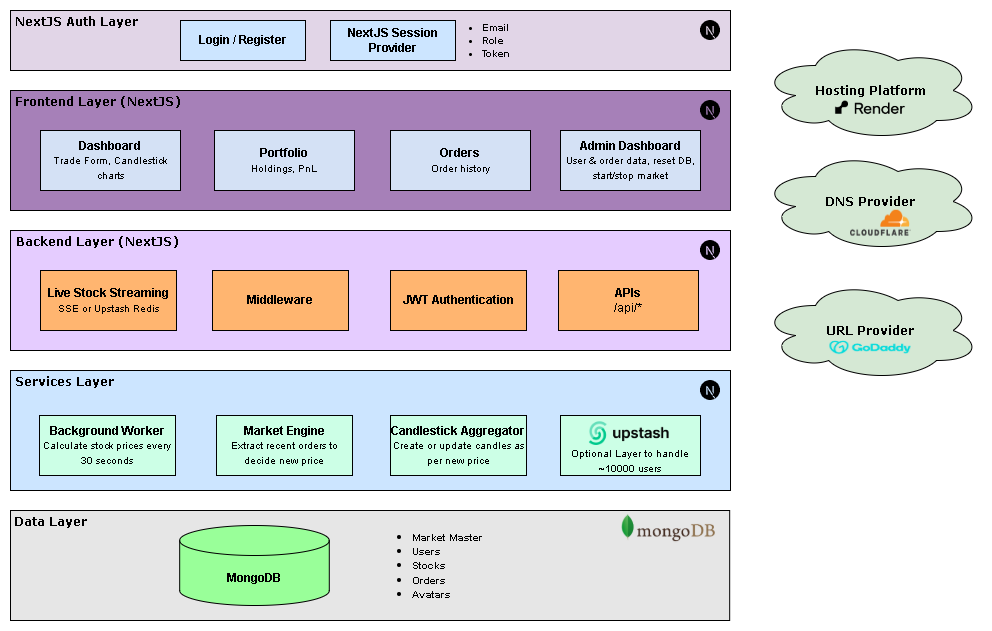 NextJS Auth Layer
Login / Register
NextJS Session
Provider
Email
Role
Token
N
Frontend Layer (NextJS)
N
Dashboard
Trade Form, Candlestick
charts
Portfolio
Holdings, PnL
Orders
Order history
Admin Dashboard
User & order data, reset DB,
start/stop market
Backend Layer (NextJS)
N
Live Stock Streaming
SSE or Upstash Redis
Middleware
JWT Authentication
APIs
/api/*
Services Layer
N
Background Worker
Calculate stock prices every
30 seconds
Market Engine
Extract recent orders to
decide new price
Candlestick Aggregator
Create or update candles as
per new price
upstash
Optional Layer to handle
~10000 users
Data Layer
MongoDB
Market Master
Users
Stocks
Orders
Avatars
mongoDB
Hosting Platform
Render
DNS Provider
CLOUDFLARE
URL Provider
GoDaddy